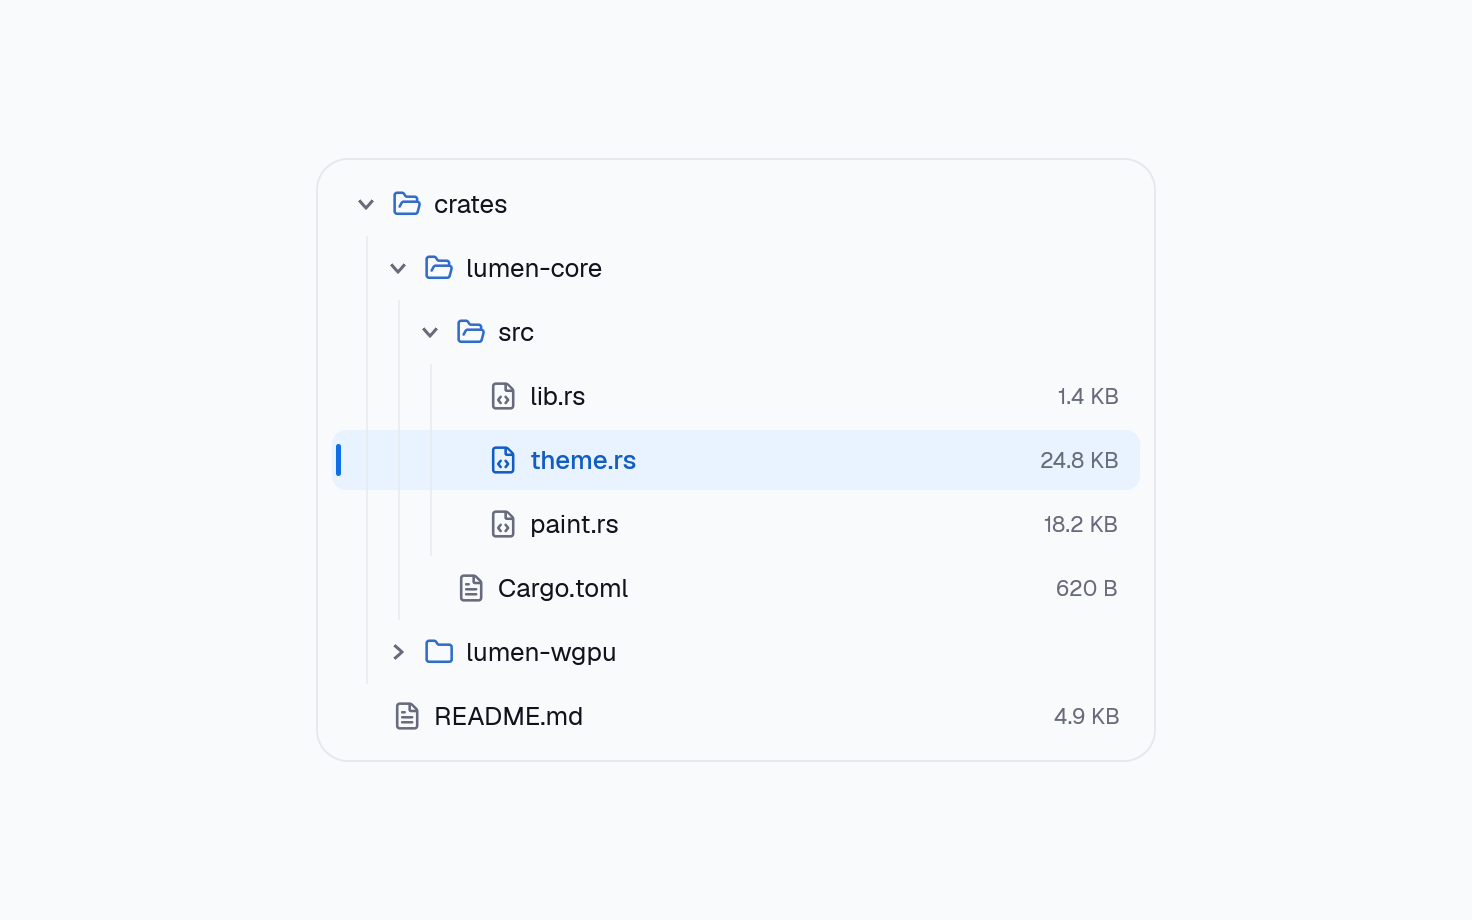 crates
lumen-core
src
lib.rs 1.4 KB
theme.rs 24.8 KB
paint.rs 18.2 KB
Cargo.toml 620 B
lumen-wgpu
README.md 4.9 KB